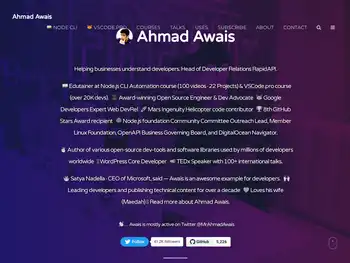 Ahmad Awais
NODE CLI VSCODE PRO COURSES TALKS USES SUBSCRIBE ABOUT CONTACT
Ahmad Awais
Helping businesses understand developers. Head of Developer Relations RapidAPI.
Edutainer at Node.js CLI Automation course (100 videos · 22 Projects) & VSCode.pro course
(over 20K devs). Award-winning Open Source Engineer & Dev Advocate Google
Developers Expert Web DevRel Mars Ingenuity Helicopter code contributor 8th GitHub
Stars Award recipient Node.js foundation Community Committee Outreach Lead, Member
Linux Foundation, OpenAPI Business Governing Board, and DigitalOcean Navigator.
Author of various open-source dev-tools and software libraries used by millions of developers
worldwide WordPress Core Developer TEDx Speaker with 100+ international talks.
Satya Nadella · CEO of Microsoft, said — Awais is an awesome example for developers.
Leading developers and publishing technical content for over a decade Loves his wife
(Maedah) Read more about Ahmad Awais.
... Awais is mostly active on Twitter @MrAhmadAwais
Follow followers GitHub 5,226